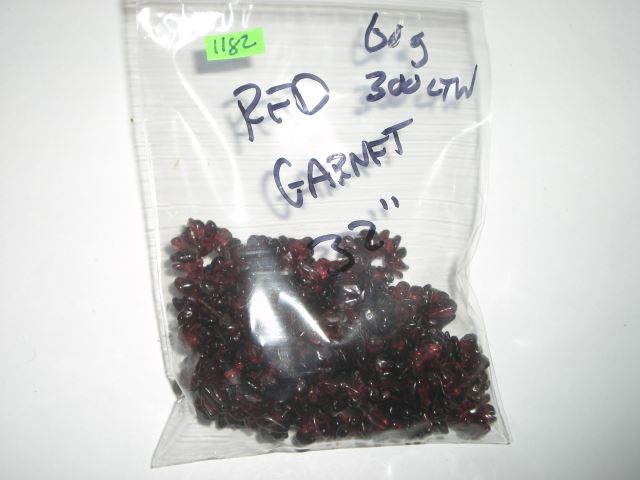 1182
60g
300 CTW
RED
GARNET
32"